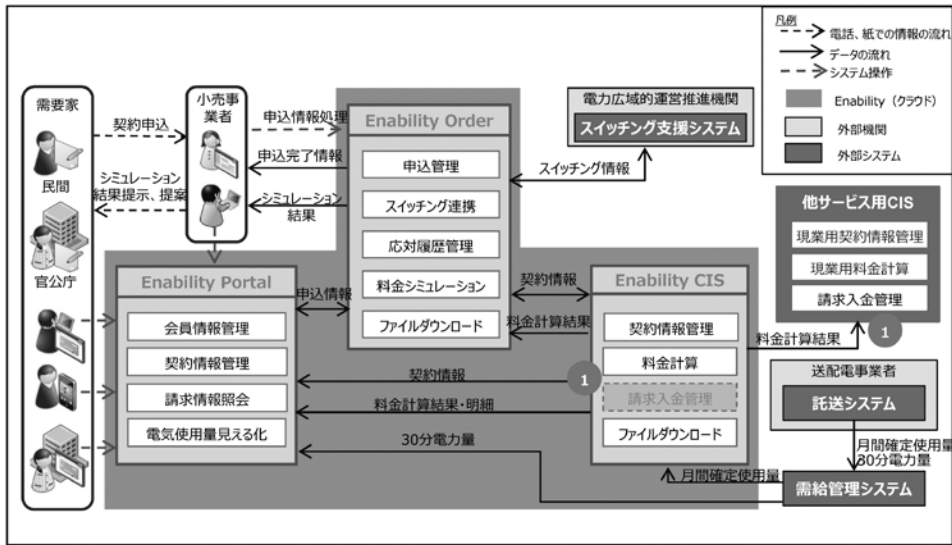 凡例
電話、紙での情報の流れ
データの流れ
システム操作
Enability（クラウド）
外部機関
外部システム
需要家
民間
官公庁
契約申込
シミュレーション
結果提示、提案
小売事
業者
申込情報処理
申込完了情報
シミュレーション
結果
Enability Order
申込管理
スイッチング連携
応対履歴管理
料金シミュレーション
ファイルダウンロード
電力広域的運営推進機関
スイッチング支援システム
スイッチング情報
他サービス用CIS
現業用契約情報管理
現業用料金計算
請求入金管理
1
料金計算結果
Enability Portal
会員情報管理
契約情報管理
請求情報照会
電気使用量見える化
申込情報
契約情報
料金計算結果
Enability CIS
契約情報管理
料金計算
請求入金管理
ファイルダウンロード
契約情報
1
料金計算結果・明細
30分電力量
月間確定使用量
送配電事業者
託送システム
月間確定使用量
30分電力量
需給管理システム